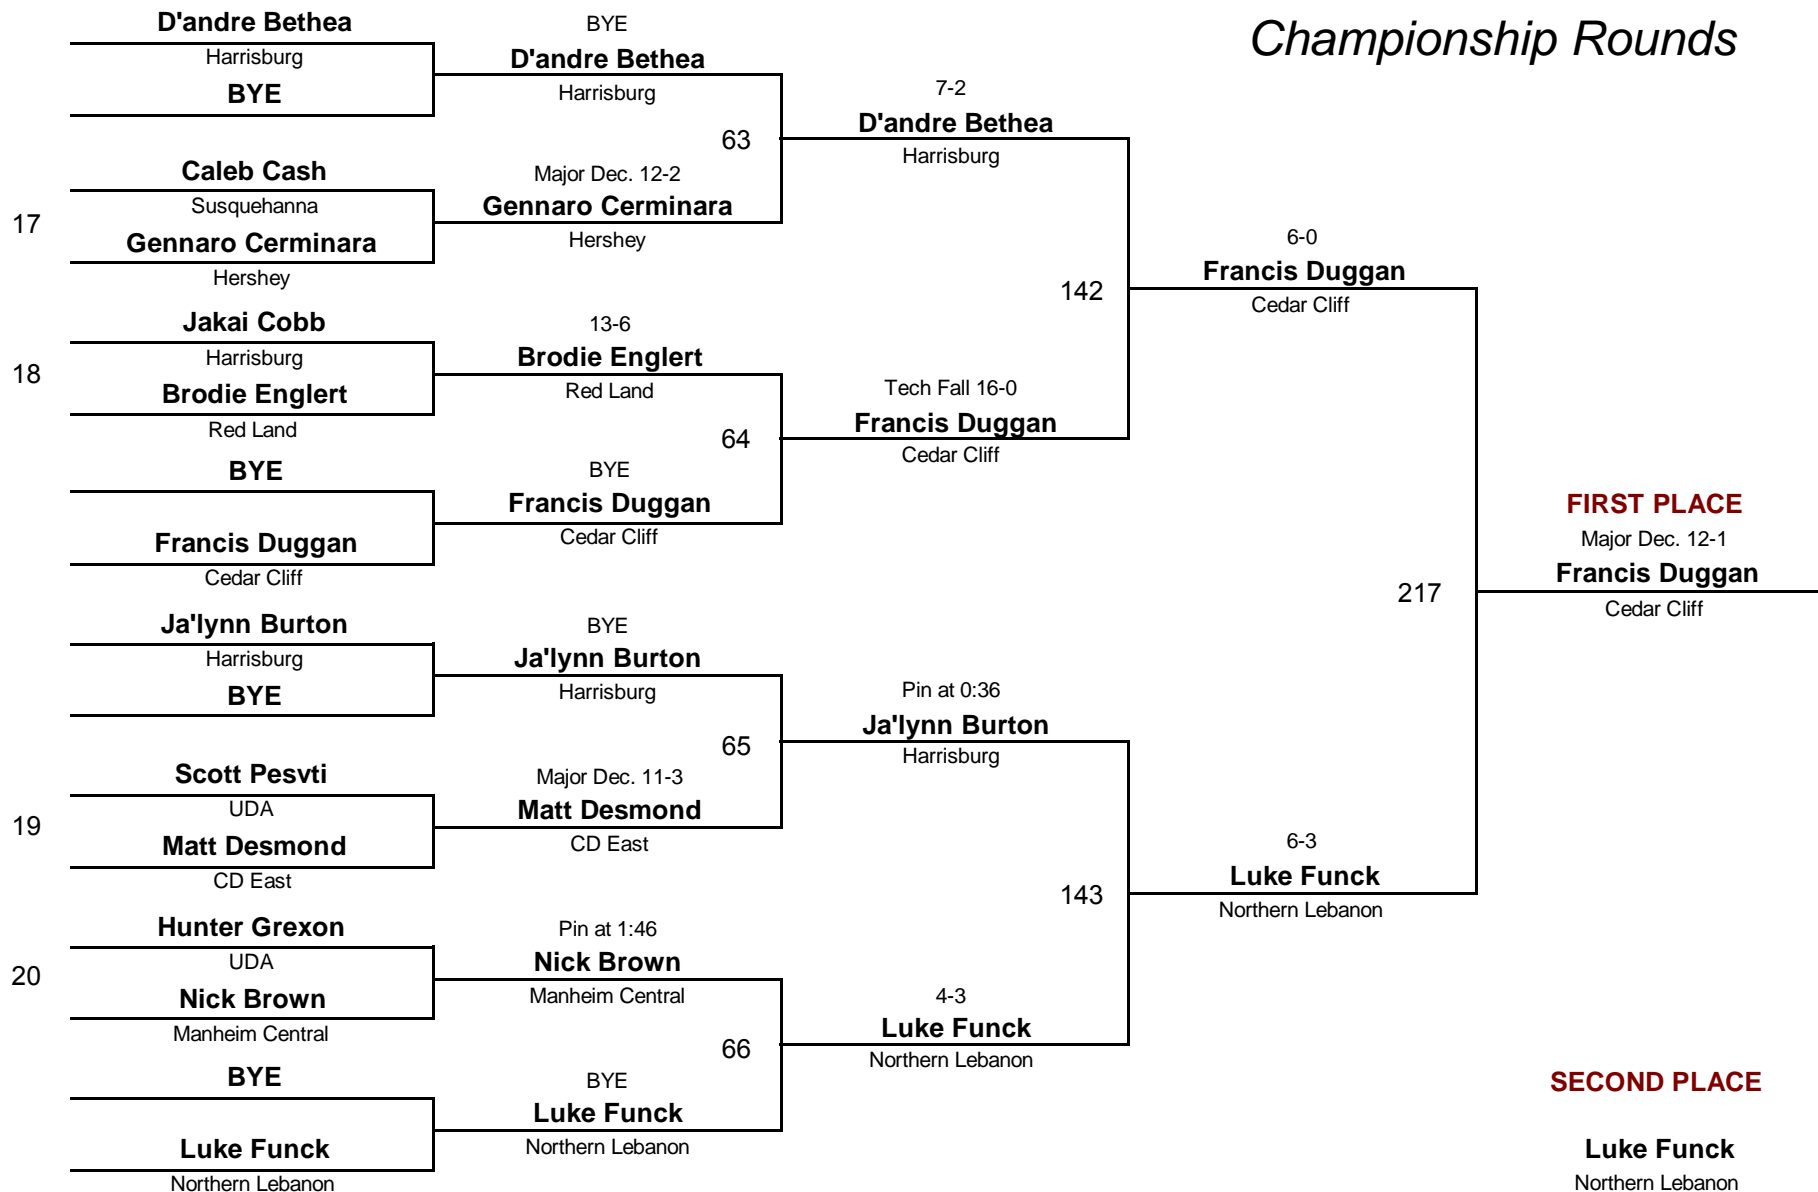 Championship Rounds
D'andre Bethea
Harrisburg
BYE
17
Caleb Cash
Susquehanna
Gennaro Cerminara
Hershey
18
Jakai Cobb
Harrisburg
Brodie Englert
Red Land
BYE
Francis Duggan
Cedar Cliff
Ja'lynn Burton
Harrisburg
BYE
19
Scott Pesvti
UDA
Matt Desmond
CD East
20
Hunter Grexon
UDA
Nick Brown
Manheim Central
BYE
Luke Funck
Northern Lebanon
BYE
D'andre Bethea
Harrisburg
63
Major Dec. 12-2
Gennaro Cerminara
Hershey
13-6
Brodie Englert
Red Land
64
BYE
Francis Duggan
Cedar Cliff
BYE
Ja'lynn Burton
Harrisburg
65
Major Dec. 11-3
Matt Desmond
CD East
Pin at 1:46
Nick Brown
Manheim Central
66
BYE
Luke Funck
Northern Lebanon
7-2
D'andre Bethea
Harrisburg
142
Tech Fall 16-0
Francis Duggan
Cedar Cliff
Pin at 0:36
Ja'lynn Burton
Harrisburg
143
4-3
Luke Funck
Northern Lebanon
6-0
Francis Duggan
Cedar Cliff
217
6-3
Luke Funck
Northern Lebanon
FIRST PLACE
Major Dec. 12-1
Francis Duggan
Cedar Cliff
SECOND PLACE
Luke Funck
Northern Lebanon